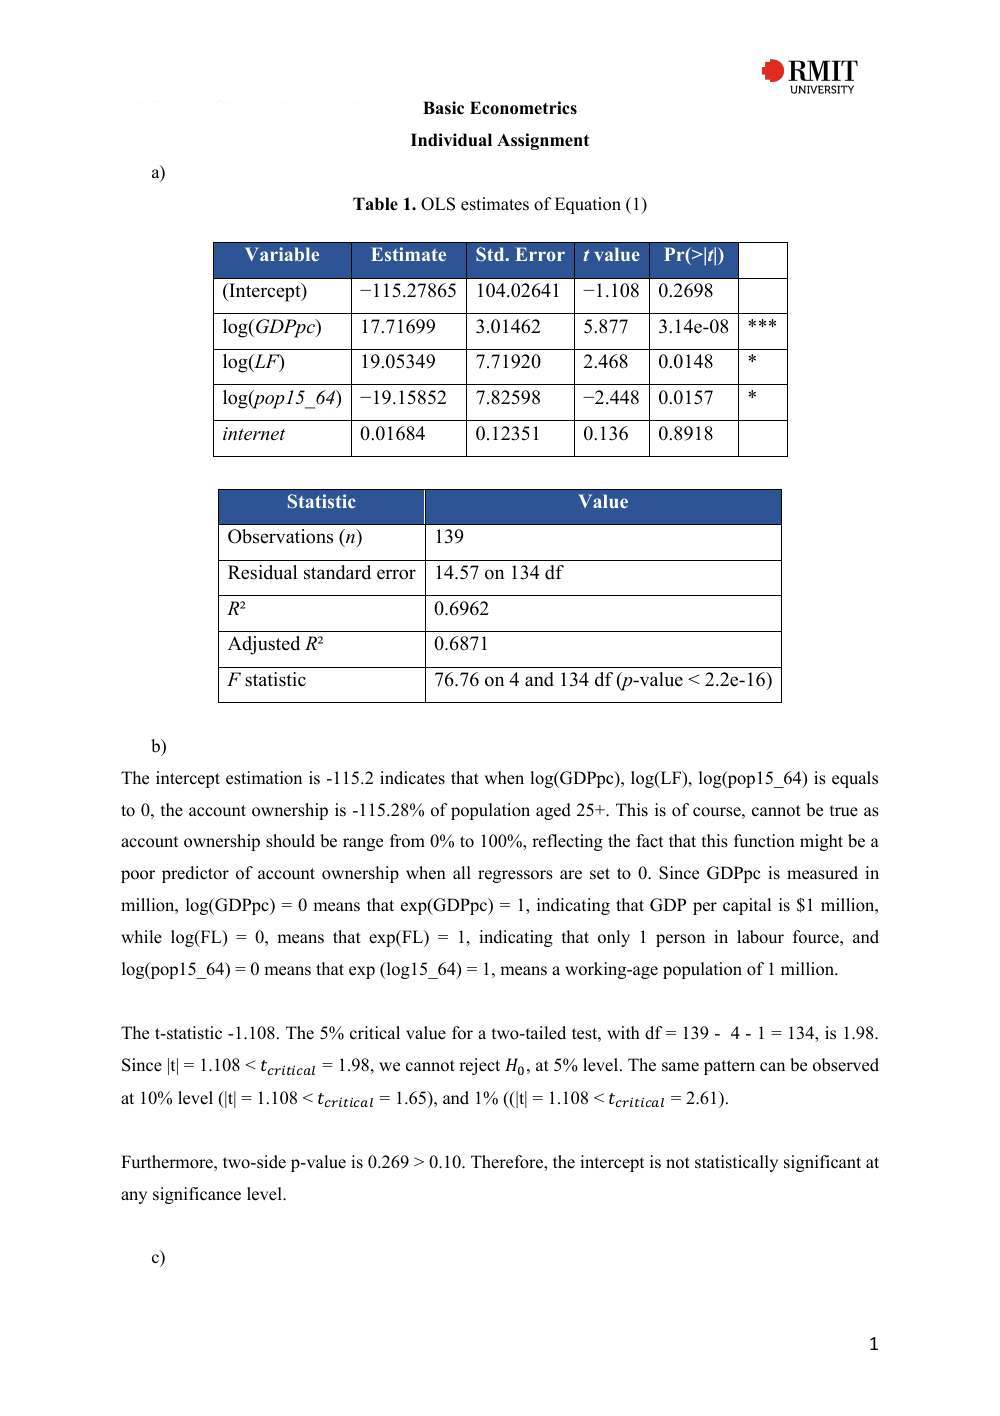 RMIT
UNIVERSITY
Basic Econometrics
Individual Assignment
a)
Table 1. OLS estimates of Equation (1)
Variable Estimate Std. Error t value Pr(>|t|)
(Intercept) −115.27865 104.02641 −1.108 0.2698
log(GDPpc) 17.71699 3.01462 5.877 3.14e-08 ***
log(LF) 19.05349 7.71920 2.468 0.0148 *
log(pop15_64) −19.15852 7.82598 −2.448 0.0157 *
internet 0.01684 0.12351 0.136 0.8918
Statistic Value
Observations (n) 139
Residual standard error 14.57 on 134 df
R² 0.6962
Adjusted R² 0.6871
F statistic 76.76 on 4 and 134 df (p-value < 2.2e-16)
b)
The intercept estimation is -115.2 indicates that when log(GDPpc), log(LF), log(pop15_64) is equals
to 0, the account ownership is -115.28% of population aged 25+. This is of course, cannot be true as
account ownership should be range from 0% to 100%, reflecting the fact that this function might be a
poor predictor of account ownership when all regressors are set to 0. Since GDPpc is measured in
million, log(GDPpc) = 0 means that exp(GDPpc) = 1, indicating that GDP per capital is $1 million,
while log(FL) = 0, means that exp(FL) = 1, indicating that only 1 person in labour fource, and
log(pop15_64) = 0 means that exp (log15_64) = 1, means a working-age population of 1 million.
The t-statistic -1.108. The 5% critical value for a two-tailed test, with df = 139 - 4 - 1 = 134, is 1.98.
Since |t| = 1.108 < t_critical = 1.98, we cannot reject H₀, at 5% level. The same pattern can be observed
at 10% level (|t| = 1.108 < t_critical = 1.65), and 1% ((|t| = 1.108 < t_critical = 2.61).
Furthermore, two-side p-value is 0.269 > 0.10. Therefore, the intercept is not statistically significant at
any significance level.
c)
1